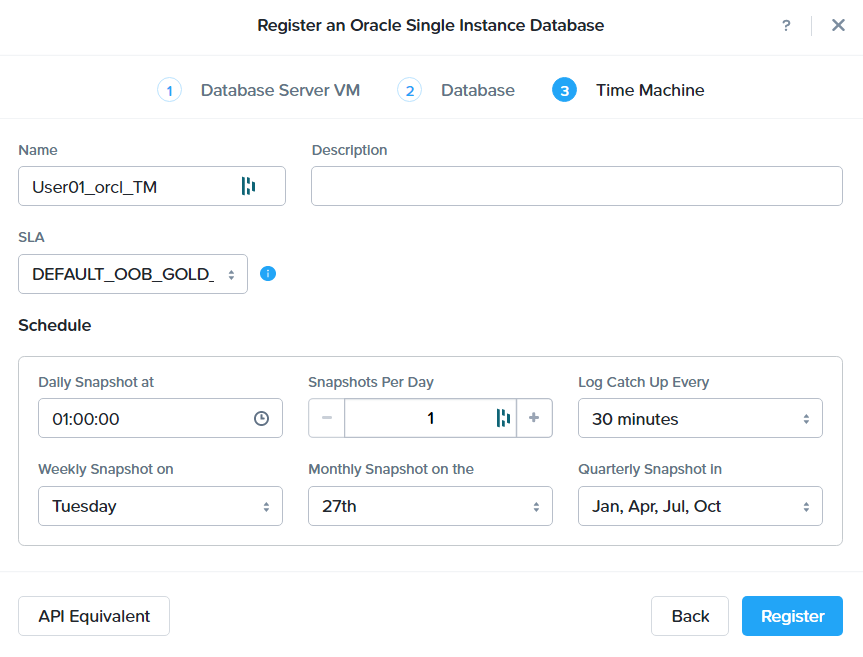 Register an Oracle Single Instance Database ?
1 Database Server VM 2 Database 3 Time Machine
Name Description
User01_orcl_TM
SLA
DEFAULT_OOB_GOLD_ i
Schedule
Daily Snapshot at Snapshots Per Day Log Catch Up Every
01:00:00 1 30 minutes
Weekly Snapshot on Monthly Snapshot on the Quarterly Snapshot in
Tuesday 27th Jan, Apr, Jul, Oct
API Equivalent Back Register